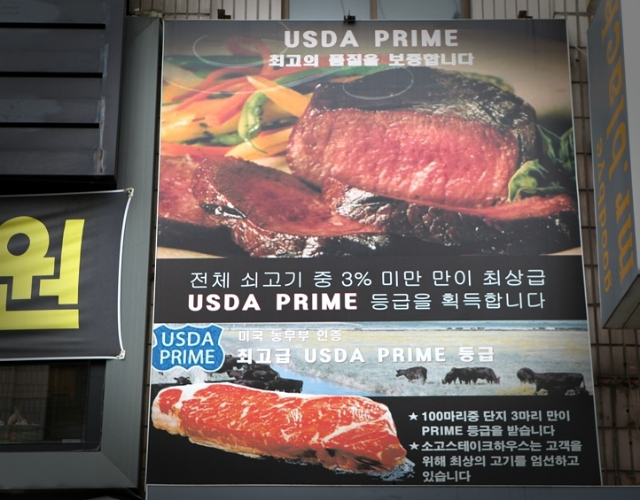 USDA PRIME
최고의 품질을 보증합니다
전체 쇠고기 중 3% 미만 만이 최상급
USDA PRIME 등급을 획득합니다
USDA
PRIME
미국 농무부 인증
최고급 USDA PRIME 등급
★ 100마리중 단지 3마리 만이
PRIME 등급을 받습니다
★ 소고스테이크하우스는 고객을
위해 최상의 고기를 엄선하고
있습니다
원